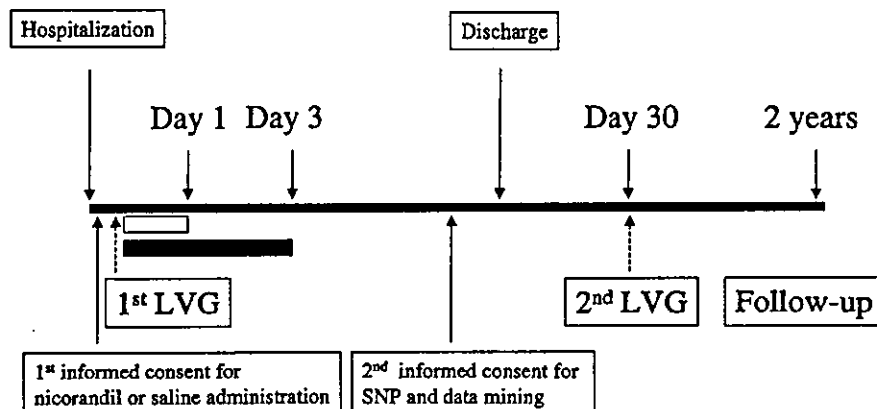 Hospitalization
Discharge
Day 1 Day 3 Day 30 2 years
1st LVG
2nd LVG
Follow-up
1st informed consent for
nicorandil or saline administration
2nd informed consent for
SNP and data mining